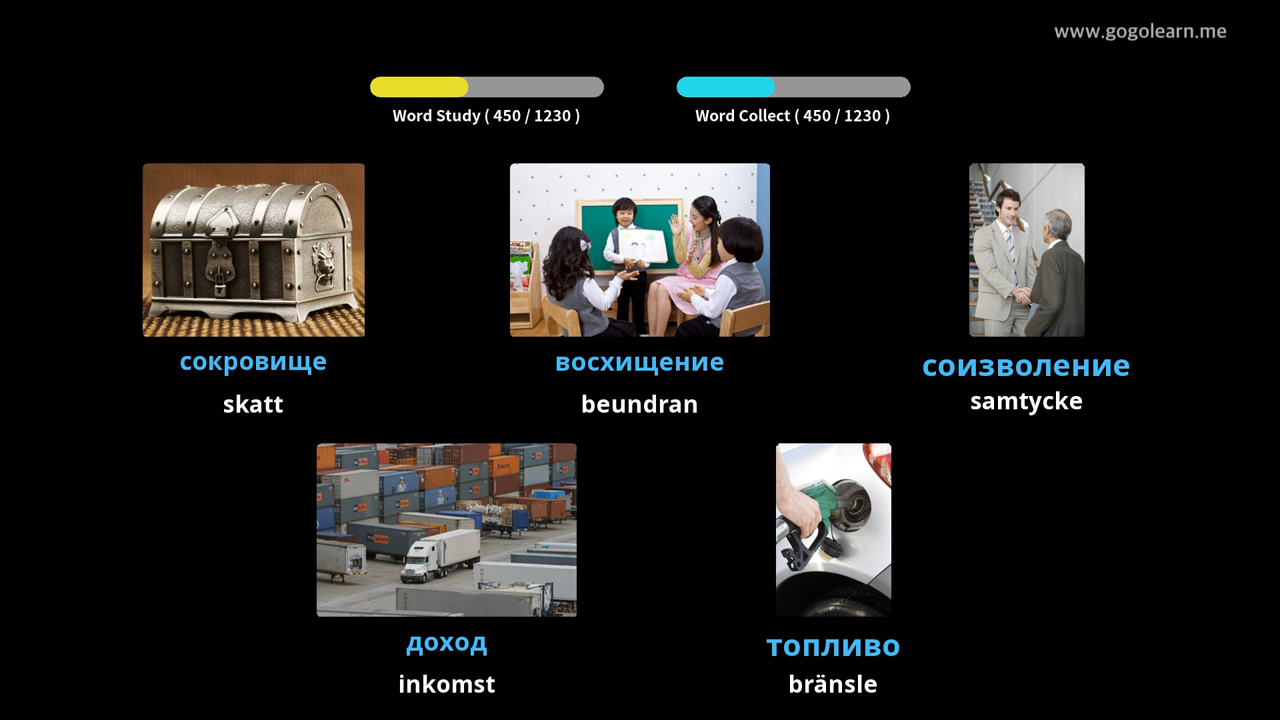 www.gogolearn.me
Word Study ( 450 / 1230 )
Word Collect ( 450 / 1230 )
сокровище
skatt
восхищение
beundran
соизволение
samtycke
доход
inkomst
топливо
bränsle